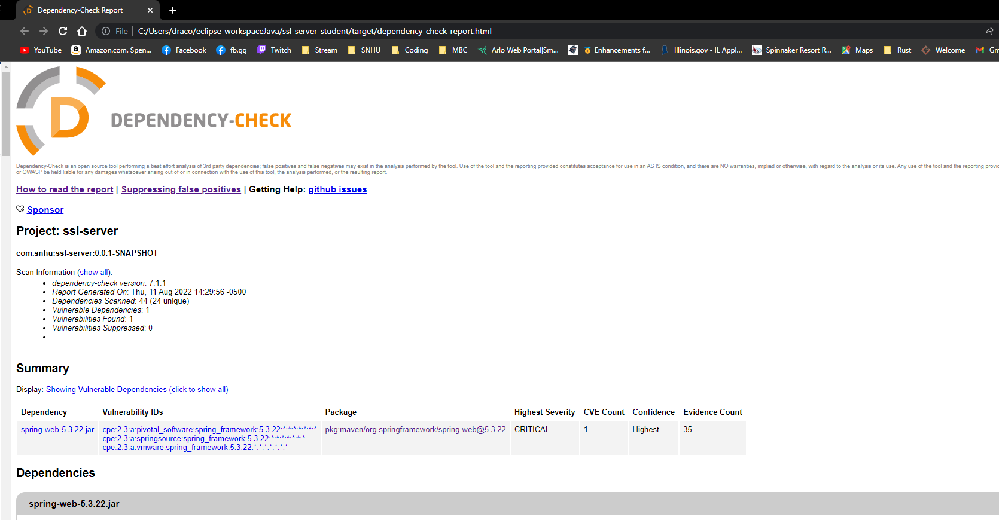 Dependency-Check Report
File | C:/Users/draco/eclipse-workspaceJava/ssl-server_student/target/dependency-check-report.html
YouTube Amazon.com. Spen... Facebook fb.gg Twitch Stream SNHU Coding MBC Arlo Web Portal|Sm... Enhancements f... Illinois.gov - IL Appl... Spinnaker Resort R... Maps Rust Welcome Gm
D
DEPENDENCY-CHECK
Dependency-Check is an open source tool performing a best effort analysis of 3rd party dependencies; false positives and false negatives may exist in the analysis performed by the tool. Use of the tool and the reporting provided constitutes acceptance for use in an AS IS condition, and there are NO warranties, implied or otherwise, with regard to the analysis or its use. Any use of the tool and the reporting provid
or OWASP be held liable for any damages whatsoever arising out of or in connection with the use of this tool, the analysis performed, or the resulting report.
How to read the report | Suppressing false positives | Getting Help: github issues
Sponsor
Project: ssl-server
com.snhu:ssl-server:0.0.1-SNAPSHOT
Scan Information (show all):
• dependency-check version: 7.1.1
• Report Generated On: Thu, 11 Aug 2022 14:29:56 -0500
• Dependencies Scanned: 44 (24 unique)
• Vulnerable Dependencies: 1
• Vulnerabilities Found: 1
• Vulnerabilities Suppressed: 0
• ...
Summary
Display: Showing Vulnerable Dependencies (click to show all)
Dependency Vulnerability IDs Package Highest Severity CVE Count Confidence Evidence Count
spring-web-5.3.22.jar cpe:2.3:a:pivotal_software:spring_framework:5.3.22:*:*:*:*:*:*:* pkg:maven/org.springframework/spring-web@5.3.22 CRITICAL 1 Highest 35
cpe:2.3:a:springsource:spring_framework:5.3.22:*:*:*:*:*:*:*
cpe:2.3:a:vmware:spring_framework:5.3.22:*:*:*:*:*:*:*
Dependencies
spring-web-5.3.22.jar